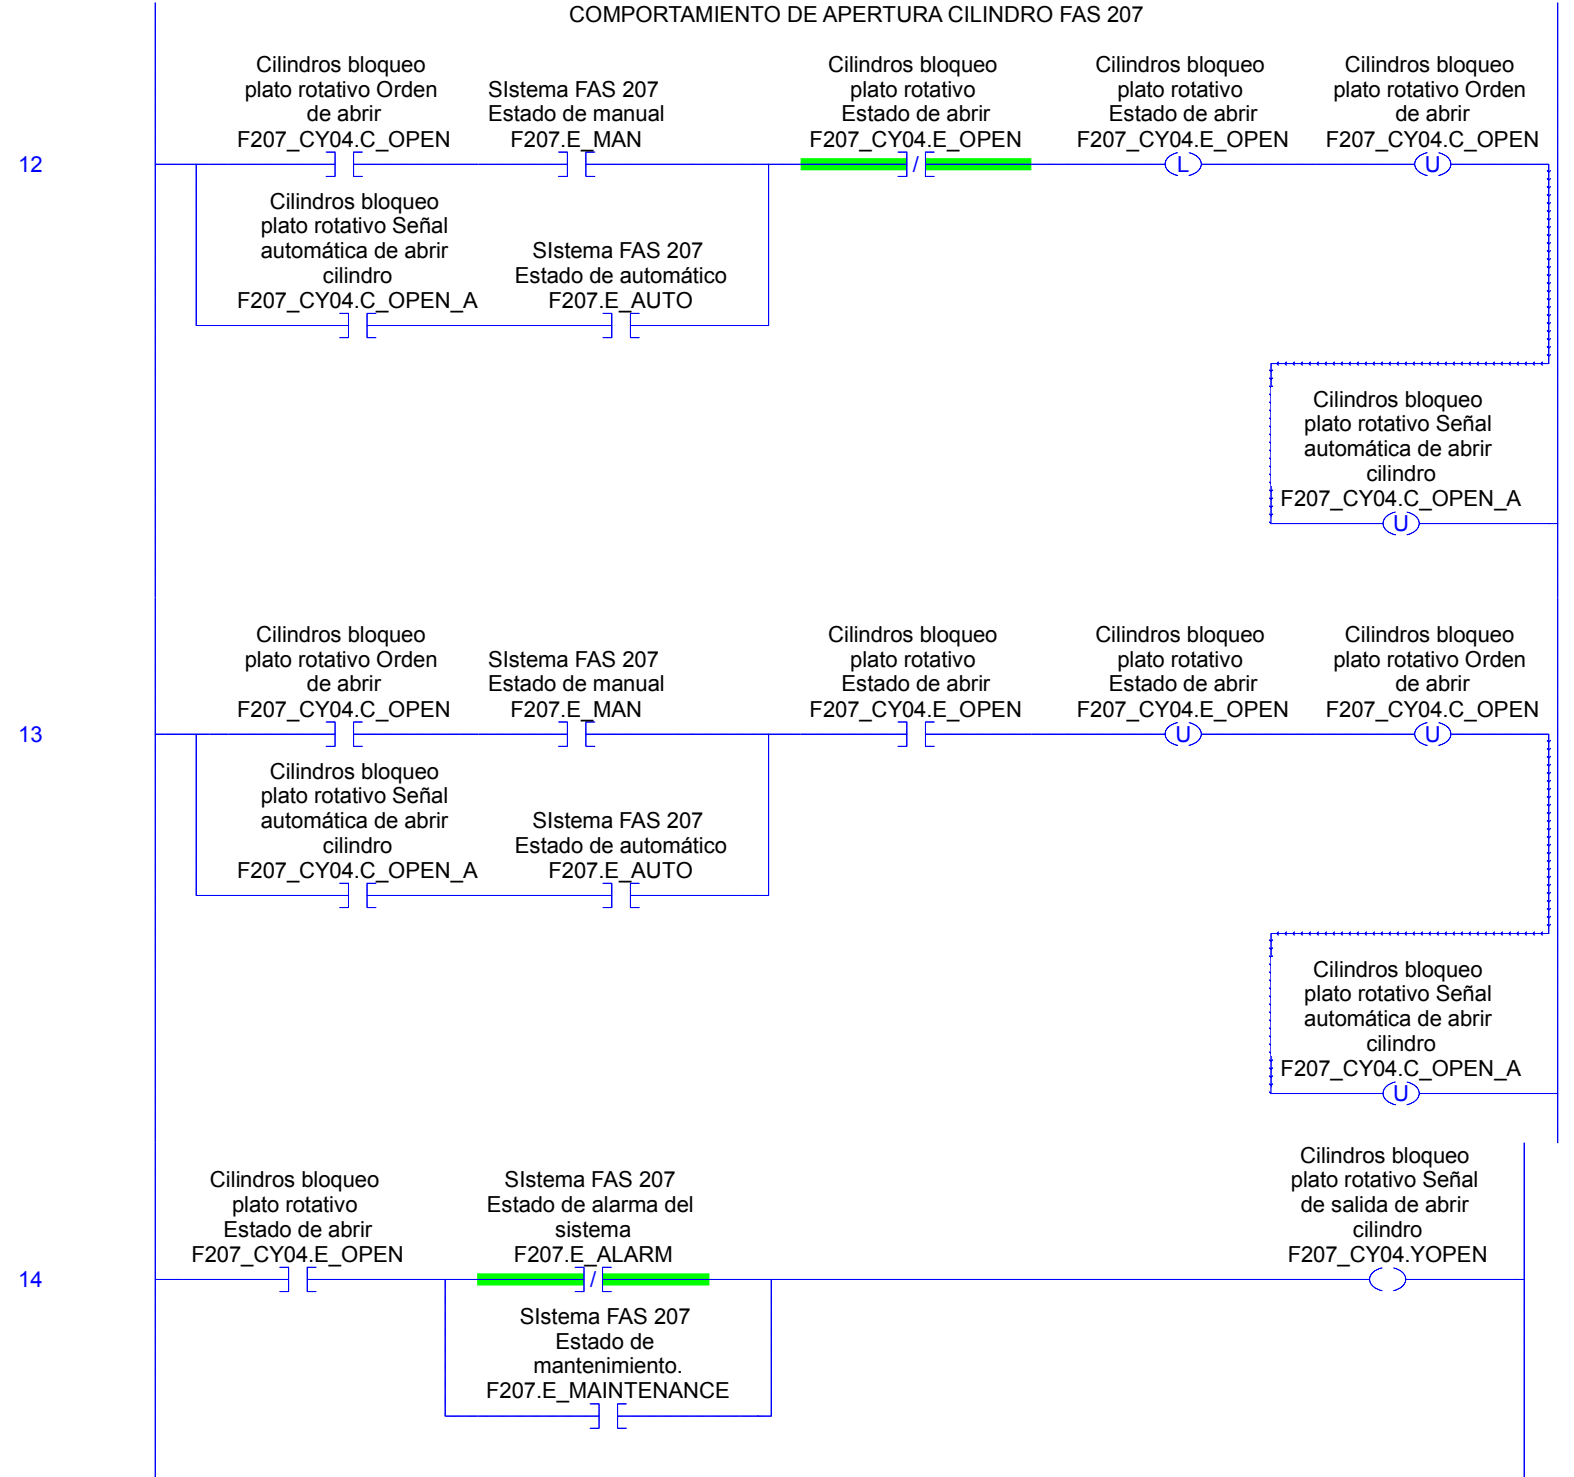 COMPORTAMIENTO DE APERTURA CILINDRO FAS 207
12
Cilindros bloqueo
plato rotativo Orden
de abrir
F207_CY04.C_OPEN
SIstema FAS 207
Estado de manual
F207.E_MAN
Cilindros bloqueo
plato rotativo
Estado de abrir
F207_CY04.E_OPEN
/
Cilindros bloqueo
plato rotativo
Estado de abrir
F207_CY04.E_OPEN
L
Cilindros bloqueo
plato rotativo Orden
de abrir
F207_CY04.C_OPEN
U
Cilindros bloqueo
plato rotativo Señal
automática de abrir
cilindro
F207_CY04.C_OPEN_A
SIstema FAS 207
Estado de automático
F207.E_AUTO
Cilindros bloqueo
plato rotativo Señal
automática de abrir
cilindro
F207_CY04.C_OPEN_A
U
13
Cilindros bloqueo
plato rotativo Orden
de abrir
F207_CY04.C_OPEN
SIstema FAS 207
Estado de manual
F207.E_MAN
Cilindros bloqueo
plato rotativo
Estado de abrir
F207_CY04.E_OPEN
Cilindros bloqueo
plato rotativo
Estado de abrir
F207_CY04.E_OPEN
U
Cilindros bloqueo
plato rotativo Orden
de abrir
F207_CY04.C_OPEN
U
Cilindros bloqueo
plato rotativo Señal
automática de abrir
cilindro
F207_CY04.C_OPEN_A
SIstema FAS 207
Estado de automático
F207.E_AUTO
Cilindros bloqueo
plato rotativo Señal
automática de abrir
cilindro
F207_CY04.C_OPEN_A
U
14
Cilindros bloqueo
plato rotativo
Estado de abrir
F207_CY04.E_OPEN
SIstema FAS 207
Estado de alarma del
sistema
F207.E_ALARM
/
Cilindros bloqueo
plato rotativo Señal
de salida de abrir
cilindro
F207_CY04.YOPEN
SIstema FAS 207
Estado de
mantenimiento.
F207.E_MAINTENANCE